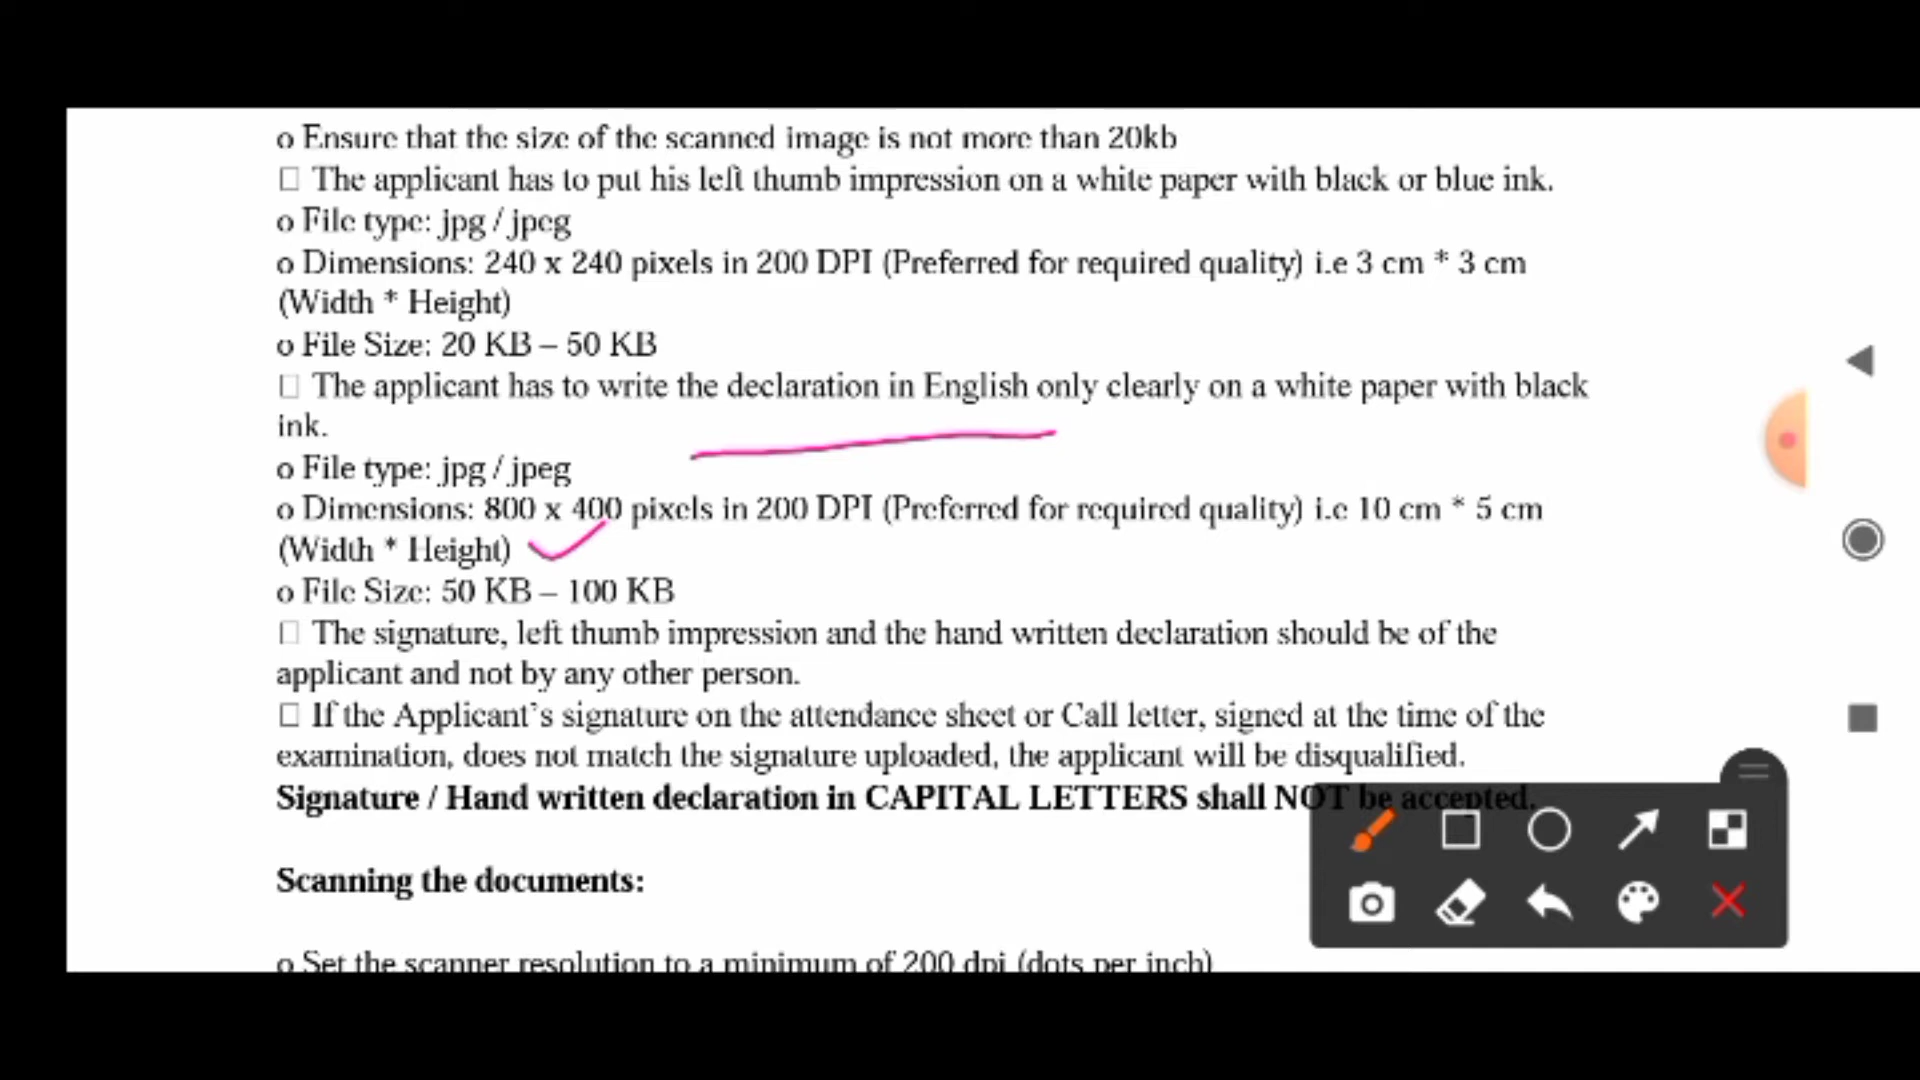 o Ensure that the size of the scanned image is not more than 20kb
□ The applicant has to put his left thumb impression on a white paper with black or blue ink.
o File type: jpg / jpeg
o Dimensions: 240 x 240 pixels in 200 DPI (Preferred for required quality) i.e 3 cm * 3 cm
(Width * Height)
o File Size: 20 KB – 50 KB
□ The applicant has to write the declaration in English only clearly on a white paper with black
ink.
o File type: jpg / jpeg
o Dimensions: 800 x 400 pixels in 200 DPI (Preferred for required quality) i.e 10 cm * 5 cm
(Width * Height)
o File Size: 50 KB – 100 KB
□ The signature, left thumb impression and the hand written declaration should be of the
applicant and not by any other person.
□ If the Applicant's signature on the attendance sheet or Call letter, signed at the time of the
examination, does not match the signature uploaded, the applicant will be disqualified.
Signature / Hand written declaration in CAPITAL LETTERS shall NOT be accepted.
Scanning the documents:
o Set the scanner resolution to a minimum of 200 dpi (dots per inch)